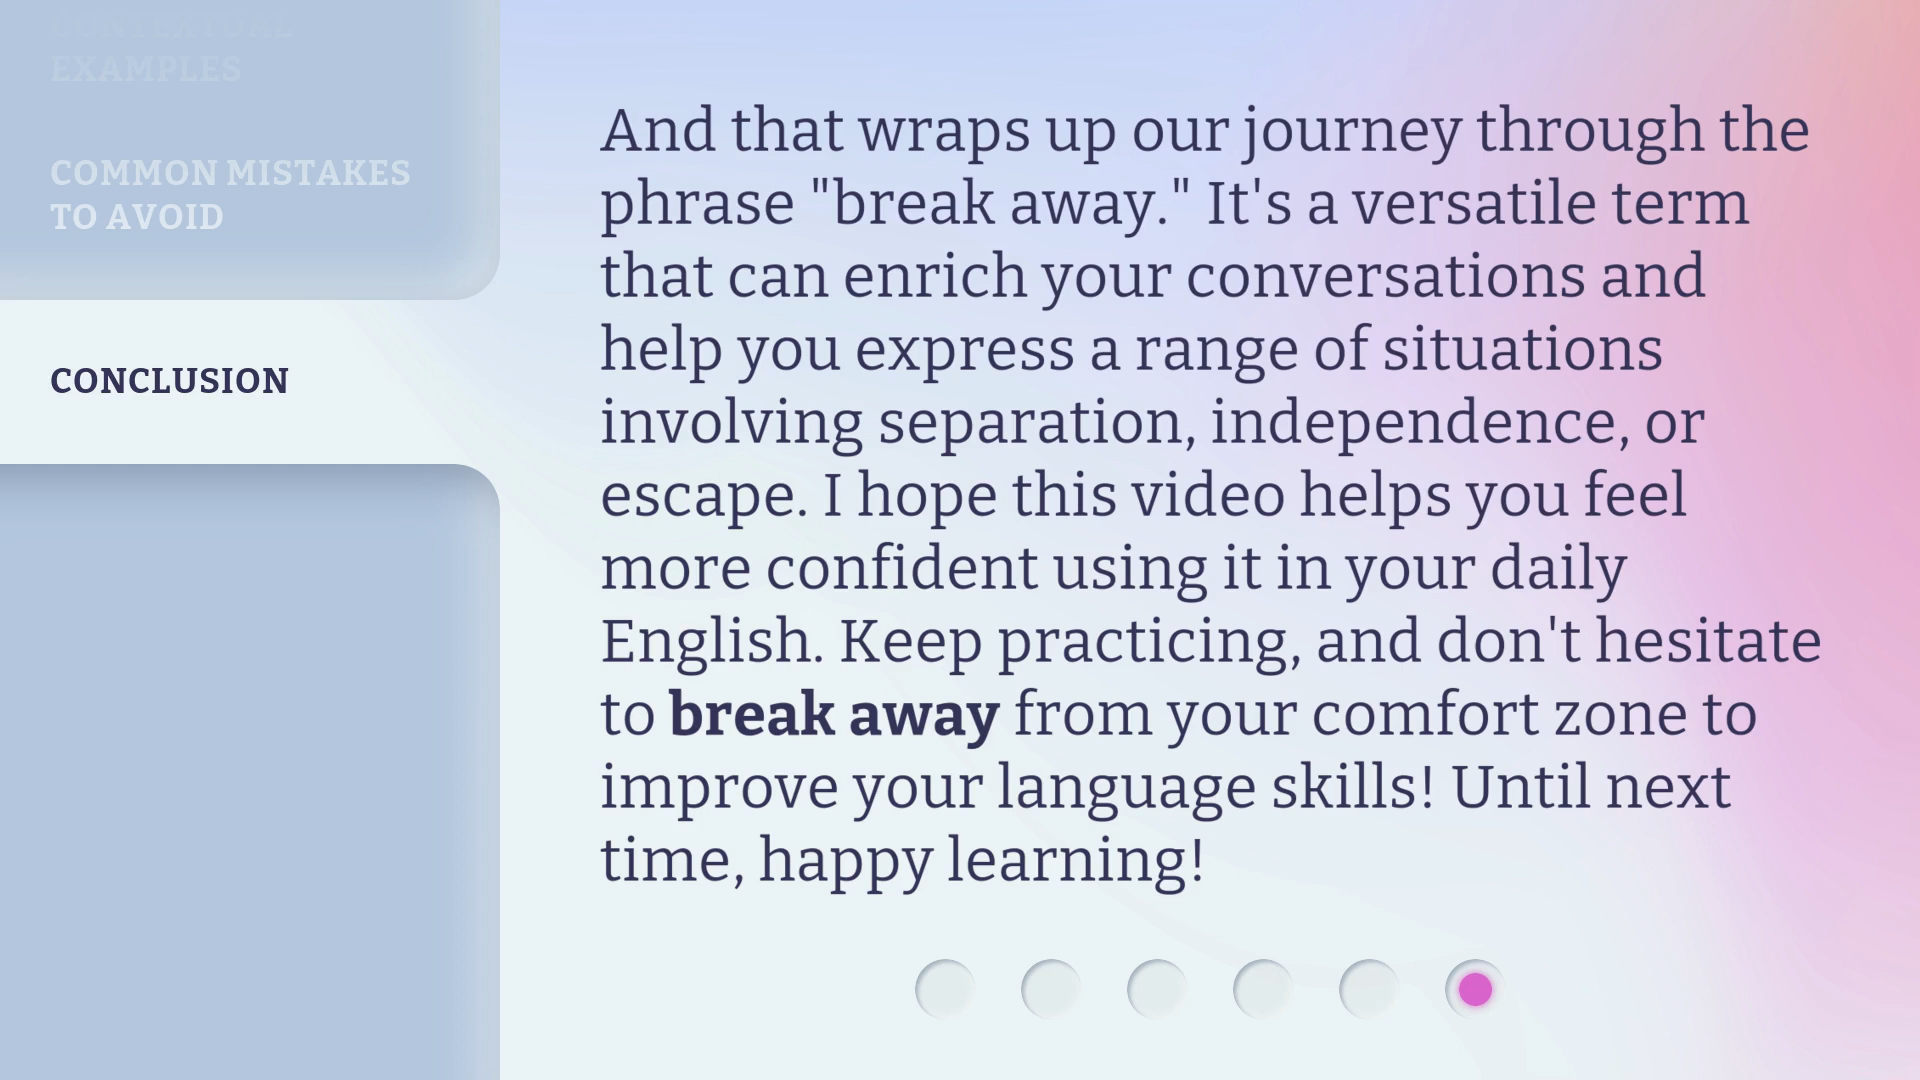 CONTEXTUAL
EXAMPLES
COMMON MISTAKES
TO AVOID
CONCLUSION
And that wraps up our journey through the
phrase "break away." It's a versatile term
that can enrich your conversations and
help you express a range of situations
involving separation, independence, or
escape. I hope this video helps you feel
more confident using it in your daily
English. Keep practicing, and don't hesitate
to break away from your comfort zone to
improve your language skills! Until next
time, happy learning!